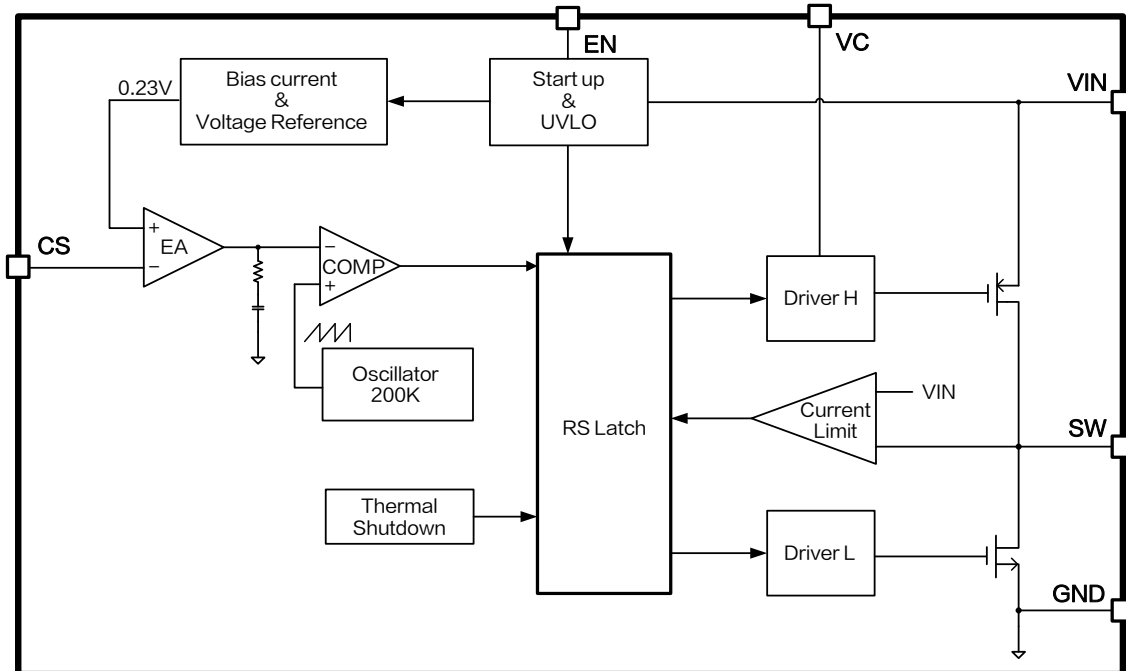 EN
VC
VIN
0.23V
Bias current
&
Voltage Reference
Start up
&
UVLO
CS
+
EA
−
−
COMP
+
Oscillator
200K
Thermal
Shutdown
RS Latch
Driver H
VIN
Current
Limit
SW
Driver L
GND